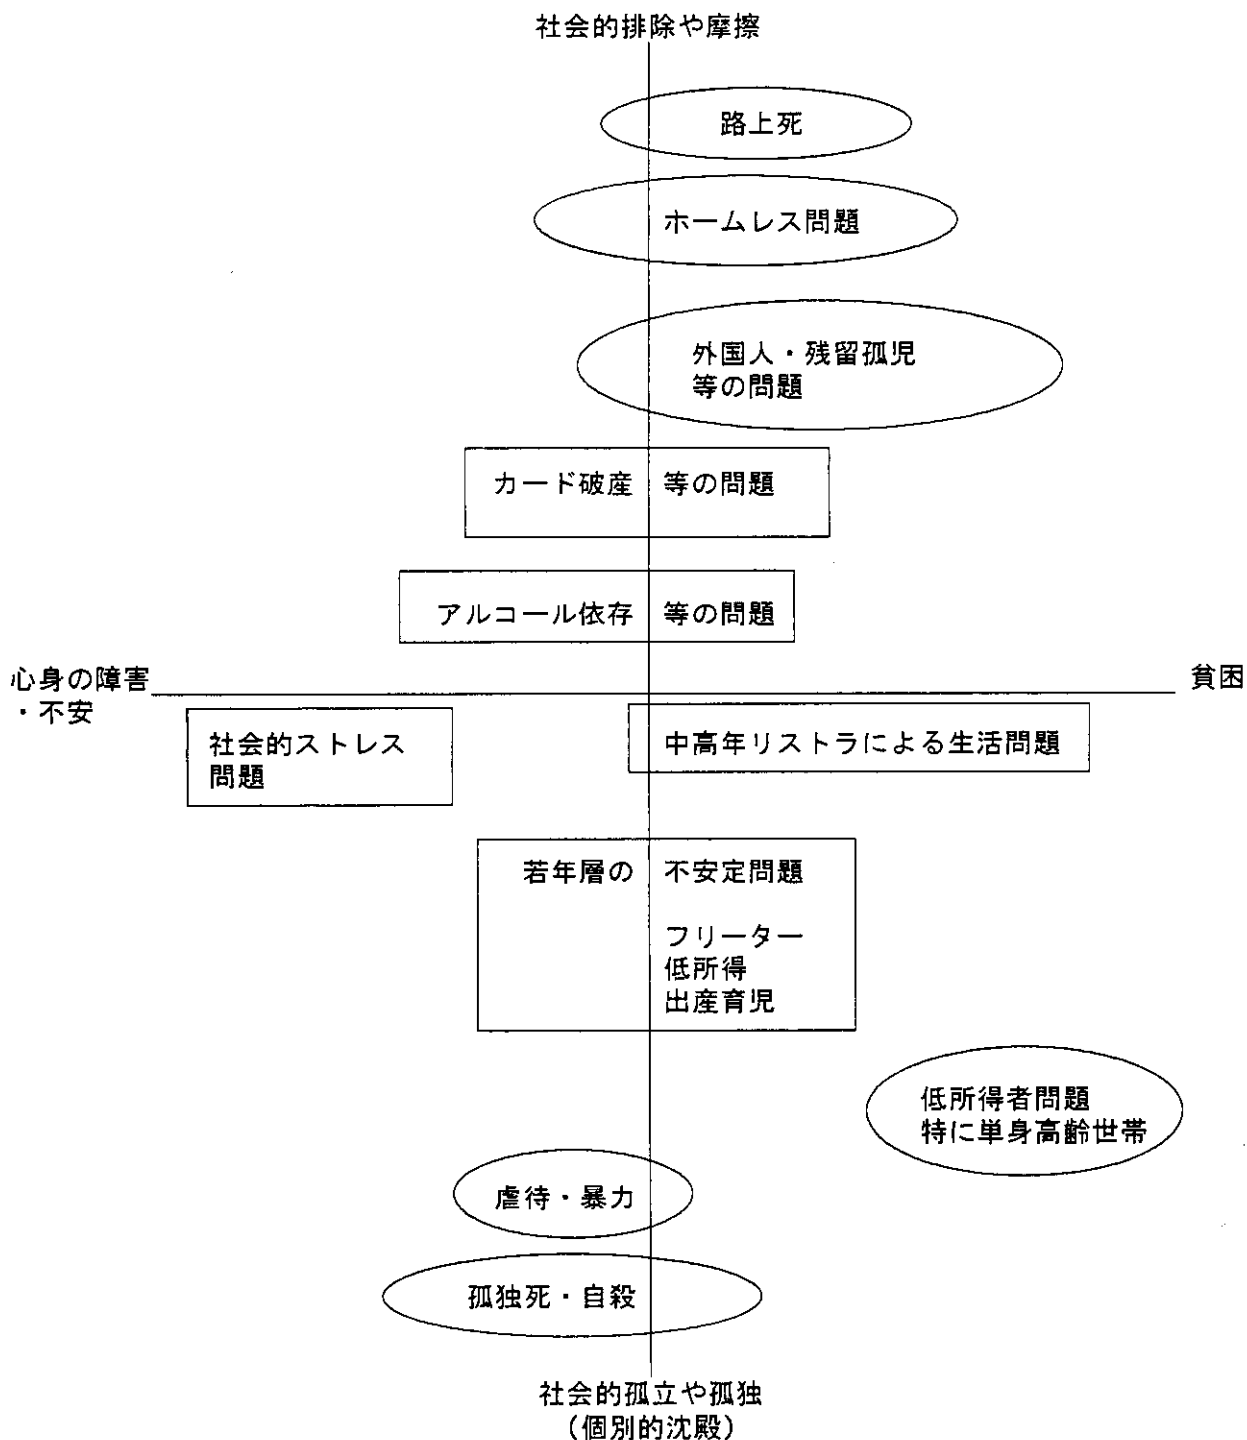 社会的排除や摩擦
路上死
ホームレス問題
外国人・残留孤児
等の問題
カード破産 等の問題
アルコール依存 等の問題
心身の障害
・不安
貧困
社会的ストレス
問題
中高年リストラによる生活問題
若年層の 不安定問題
フリーター
低所得
出産育児
低所得者問題
特に単身高齢世帯
虐待・暴力
孤独死・自殺
社会的孤立や孤独
（個別的沈殿）